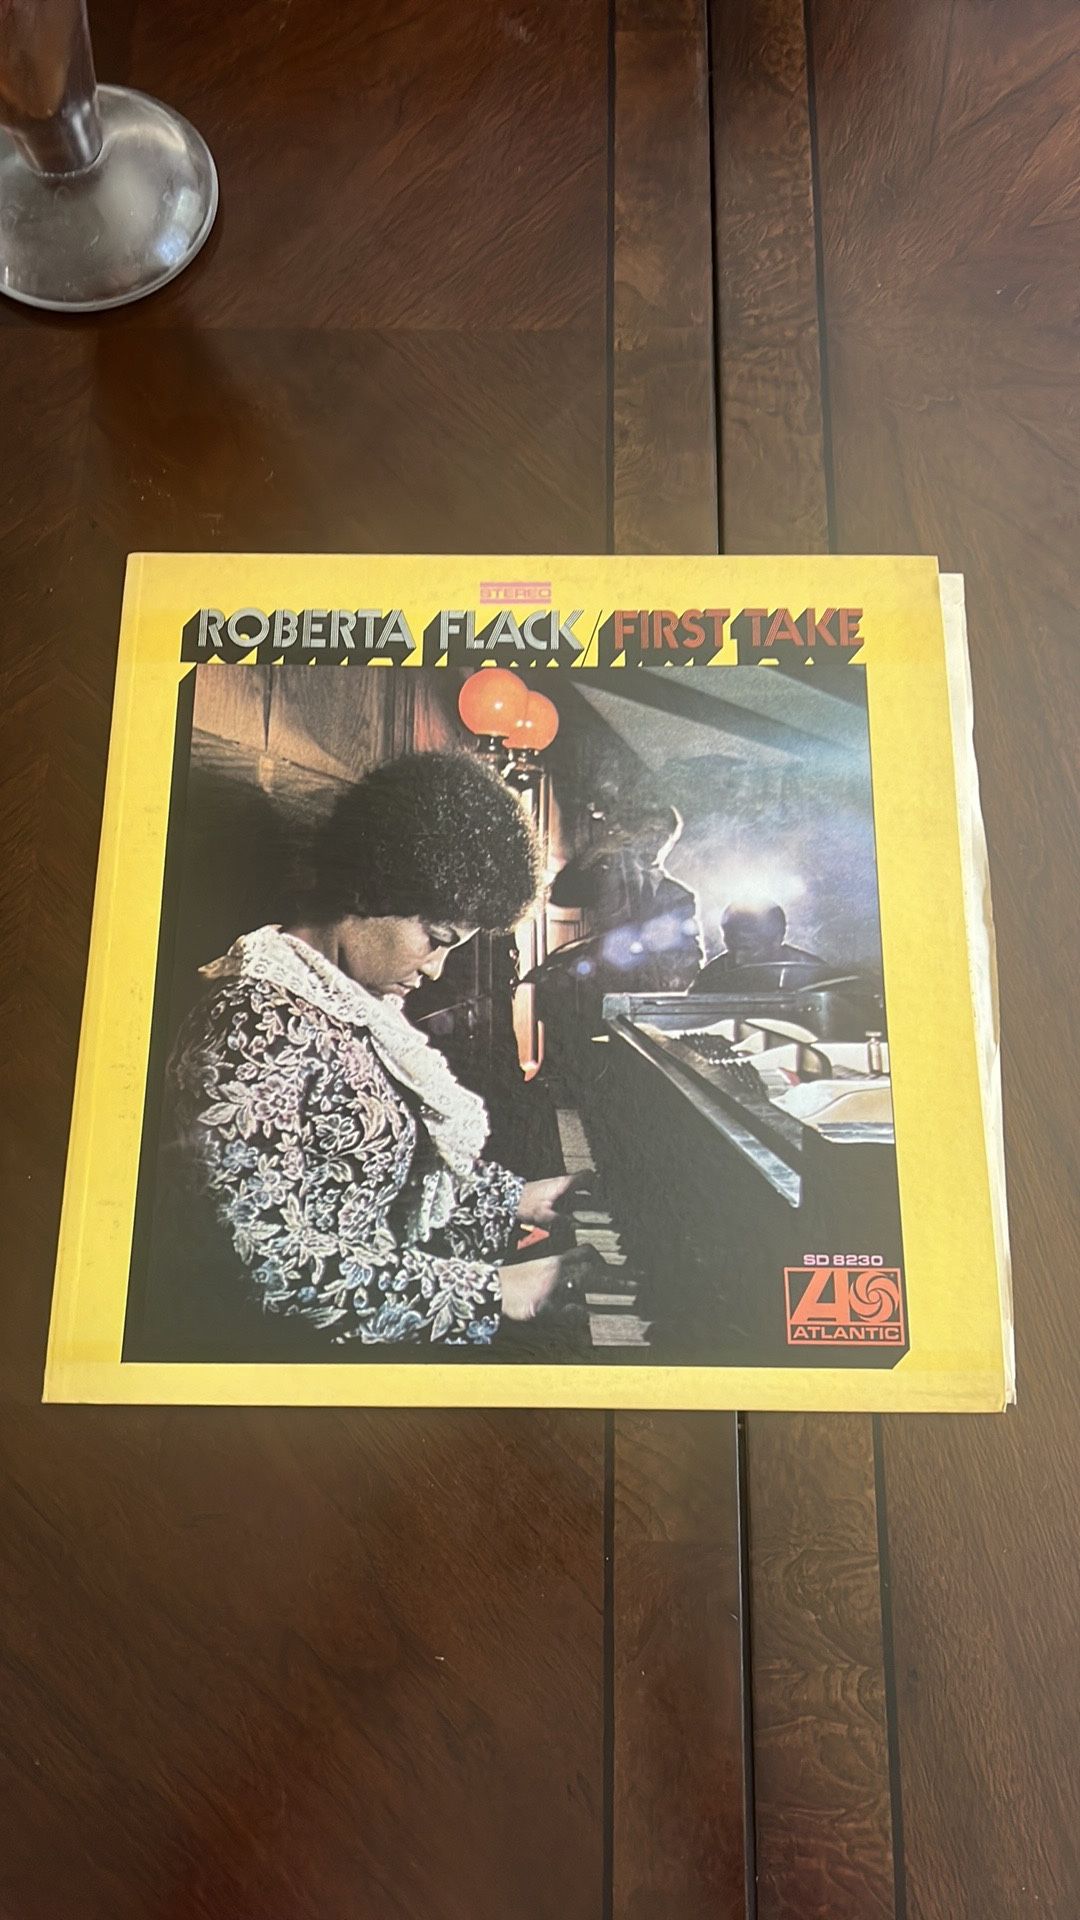 STEREO
ROBERTA FLACK/FIRST TAKE
SD 8230
ATLANTIC